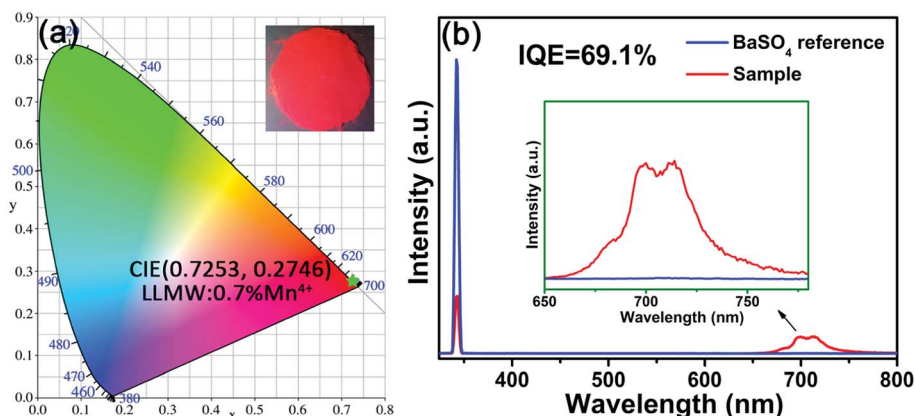 (a)
0.9
0.8
0.7
0.6
0.5
0.4
0.3
0.2
0.1
0.0
y
0.0 0.1 0.2 0.3 0.4 0.5 0.6 0.7 0.8
x
520
540
560
580
600
620
700
500
490
480
470
460
380
CIE(0.7253, 0.2746)
LLMW:0.7%Mn⁴⁺
(b)
IQE=69.1%
BaSO₄ reference
Sample
Intensity (a.u.)
Intensity (a.u.)
650 700 750
Wavelength (nm)
400 500 600 700 800
Wavelength (nm)